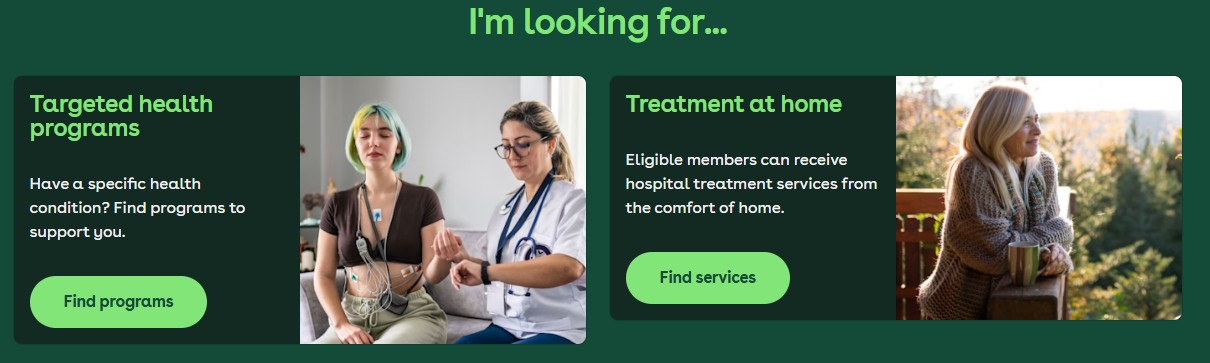 I'm looking for...
Targeted health
programs
Have a specific health
condition? Find programs to
support you.
Find programs
Treatment at home
Eligible members can receive
hospital treatment services from
the comfort of home.
Find services